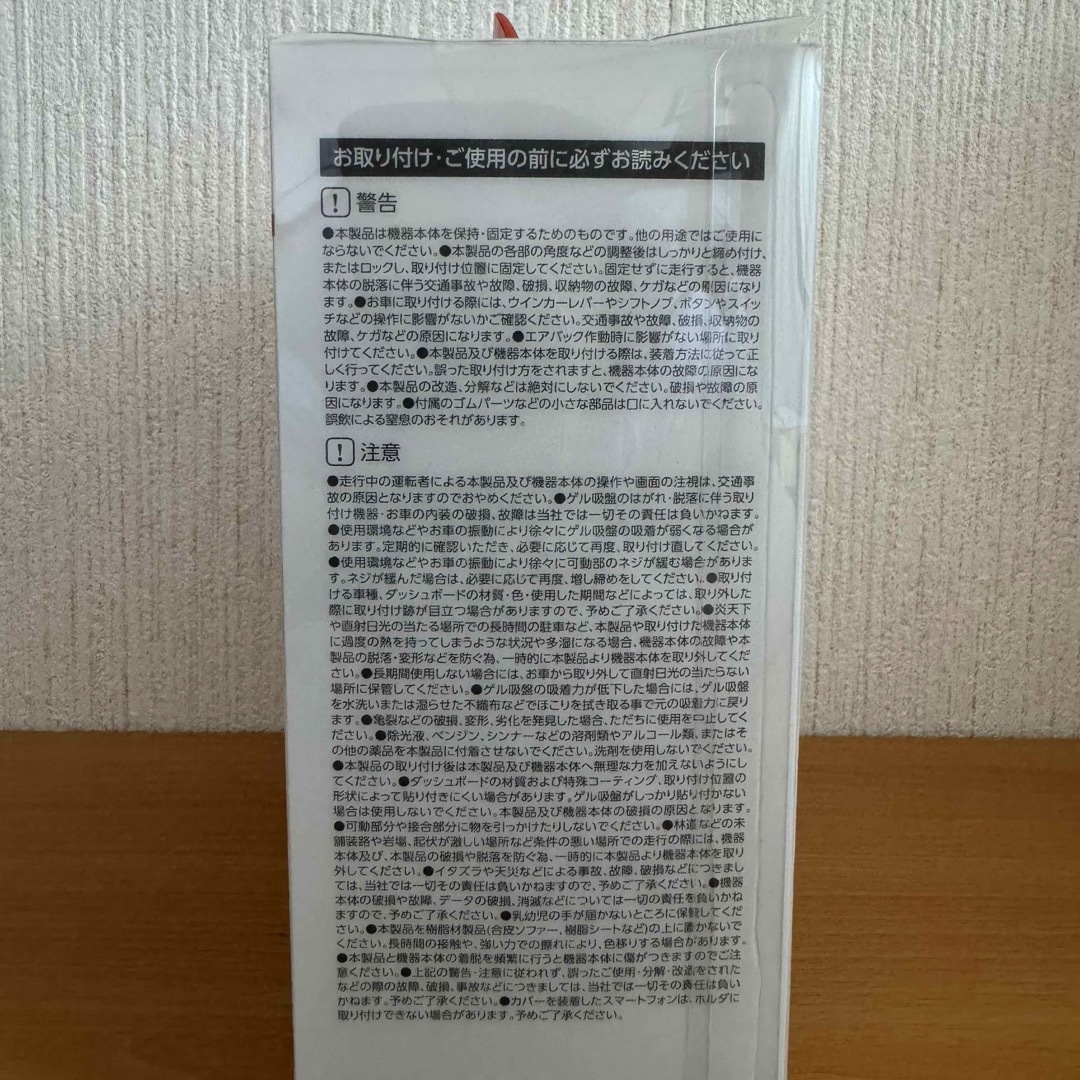 お取り付け・ご使用の前に必ずお読みください
! 警告
●本製品は機器本体を保持・固定するためのものです。他の用途ではご使用に
ならないでください。●本製品の各部の角度などの調整後はしっかりと締め付け、
またはロックし、取り付け位置に固定してください。固定せずに走行すると、機器
本体の脱落に伴う交通事故や故障、破損、収納物の故障、ケガなどの原因になり
ます。●お車に取り付ける際には、ウインカーレバーやシフトノブ、ボタンやスイッ
チなどの操作に影響がないかご確認ください。交通事故や故障、破損、収納物の
故障、ケガなどの原因になります。●エアバック作動時に影響がない場所に取り
付けてください。●本製品及び機器本体を取り付ける際は、装着方法に従って正
しく行ってください。誤った取り付け方をされますと、機器本体の故障の原因にな
ります。●本製品の改造、分解などは絶対にしないでください。破損や故障の原
因になります。●付属のゴムパーツなどの小さな部品は口に入れないでください。
誤飲による窒息のおそれがあります。
! 注意
●走行中の運転者による本製品及び機器本体の操作や画面の注視は、交通事
故の原因となりますのでおやめください。●ゲル吸盤のはがれ・脱落に伴う取り
付け機器・お車の内装の破損、故障は当社では一切その責任は負いかねます。
●使用環境などやお車の振動により徐々にゲル吸盤の吸着が弱くなる場合が
あります。定期的に確認いただき、必要に応じて再度、取り付け直してください。
●使用環境などやお車の振動により徐々に可動部のネジが緩む場合がありま
す。ネジが緩んだ場合は、必要に応じて再度、増し締めをしてください。●取り付
ける車種、ダッシュボードの材質・色・使用した期間などによっては、取り外した
際に取り付け跡が目立つ場合がありますので、予めご了承ください。●炎天下
や直射日光の当たる場所での長時間の駐車など、本製品や取り付けた機器本体
に過度の熱を持ってしまうような状況や多湿になる場合、機器本体の故障や本
製品の脱落・変形などを防ぐ為、一時的に本製品より機器本体を取り外してくだ
さい。●長期間使用しない場合には、お車から取り外して直射日光の当たらない
場所に保管してください。●ゲル吸盤の吸着力が低下した場合には、ゲル吸盤
を水洗いまたは湿らせた不織布などでほこりを拭き取る事で元の吸着力に戻り
ます。●亀裂などの破損、変形、劣化を発見した場合、ただちに使用を中止してく
ださい。●除光液、ベンジン、シンナーなどの溶剤類やアルコール類、またはそ
の他の薬品を本製品に付着させないでください。洗剤を使用しないでください。
●本製品の取り付け後は本製品及び機器本体へ無理な力を加えないようにし
てください。●ダッシュボードの材質および特殊コーティング、取り付け位置の
形状によって貼り付きにくい場合があります。ゲル吸盤がしっかり貼り付かない
場合は使用しないでください。本製品及び機器本体の破損の原因となります。
●可動部分や接合部分に物を引っかけたりしないでください。●林道などの未
舗装路や岩場、起伏が激しい場所など条件の悪い場所での走行の際には、機器
本体及び、本製品の破損や脱落を防ぐ為、一時的に本製品より機器本体を取り
外してください。●イタズラや天災などによる事故、故障、破損などにつきまし
ては、当社では一切その責任は負いかねますので、予めご了承ください。●機器
本体の破損や故障、データの破損、消滅などについては一切の責任を負いかね
ますので、予めご了承ください。●乳幼児の手が届かないところに保管してくだ
さい。●本製品を樹脂材製品(合皮ソファー、樹脂シートなど)の上に置かないで
ください。長時間の接触や、強い力での擦れにより、色移りする場合があります。
●本製品と機器本体の着脱を頻繁に行うと機器本体に傷がつきますのでご注
意ください。●上記の警告・注意に従われず、誤ったご使用・分解・改造をされた
などの際の故障、破損、事故などにつきましては、当社では一切その責任は負い
かねます。予めご了承ください。●カバーを装着したスマートフォンは、ホルダに
取り付けできない場合があります。予めご了承ください。